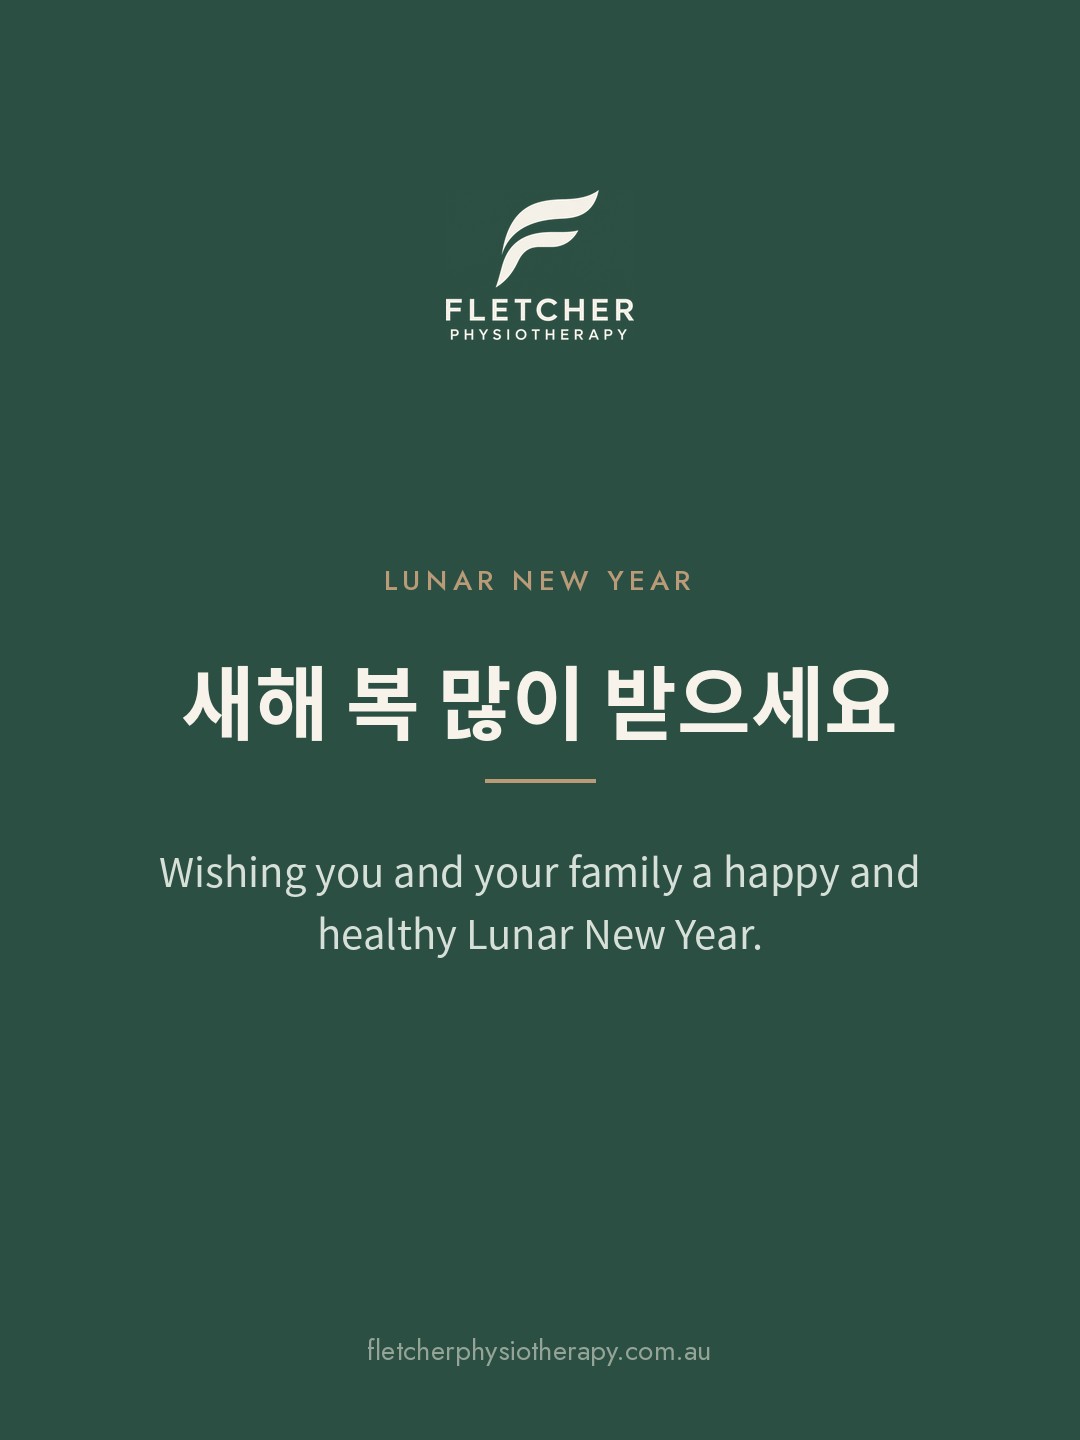 FLETCHER
PHYSIOTHERAPY
LUNAR NEW YEAR
새해 복 많이 받으세요
Wishing you and your family a happy and
healthy Lunar New Year.
fletcherphysiotherapy.com.au